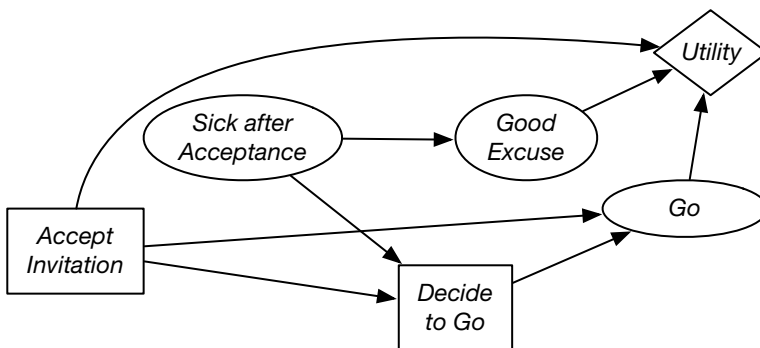 Utility
Sick after
Acceptance
Good
Excuse
Go
Accept
Invitation
Decide
to Go